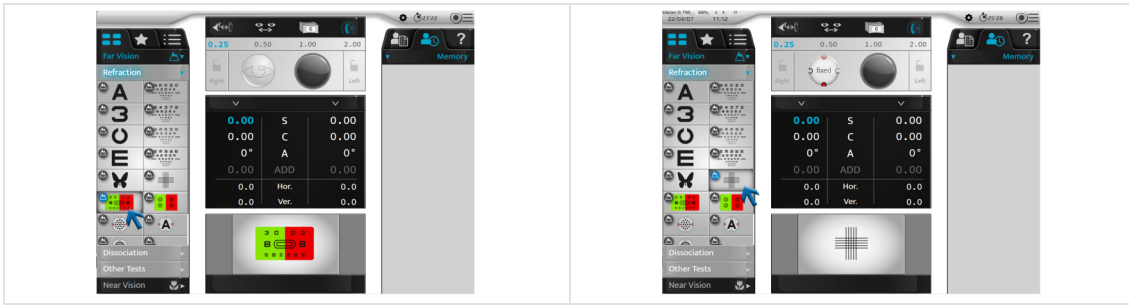 23'22
0.25 0.50 1.00 2.00
Far Vision
Memory
Refraction
Right
Left
A
3
E
0.00 S 0.00
0.00 C 0.00
0° A 0°
0.00 ADD 0.00
0.0 Hor. 0.0
0.0 Ver. 0.0
A
Dissociation
Other Tests
Near Vision
?
22/04/07 11:12
25'28
0.25 0.50 1.00 2.00
Far Vision
Memory
Refraction
Right
fixed
Left
A
3
E
0.00 S 0.00
0.00 C 0.00
0° A 0°
0.00 ADD 0.00
0.0 Hor. 0.0
0.0 Ver. 0.0
A
Dissociation
Other Tests
Near Vision
?